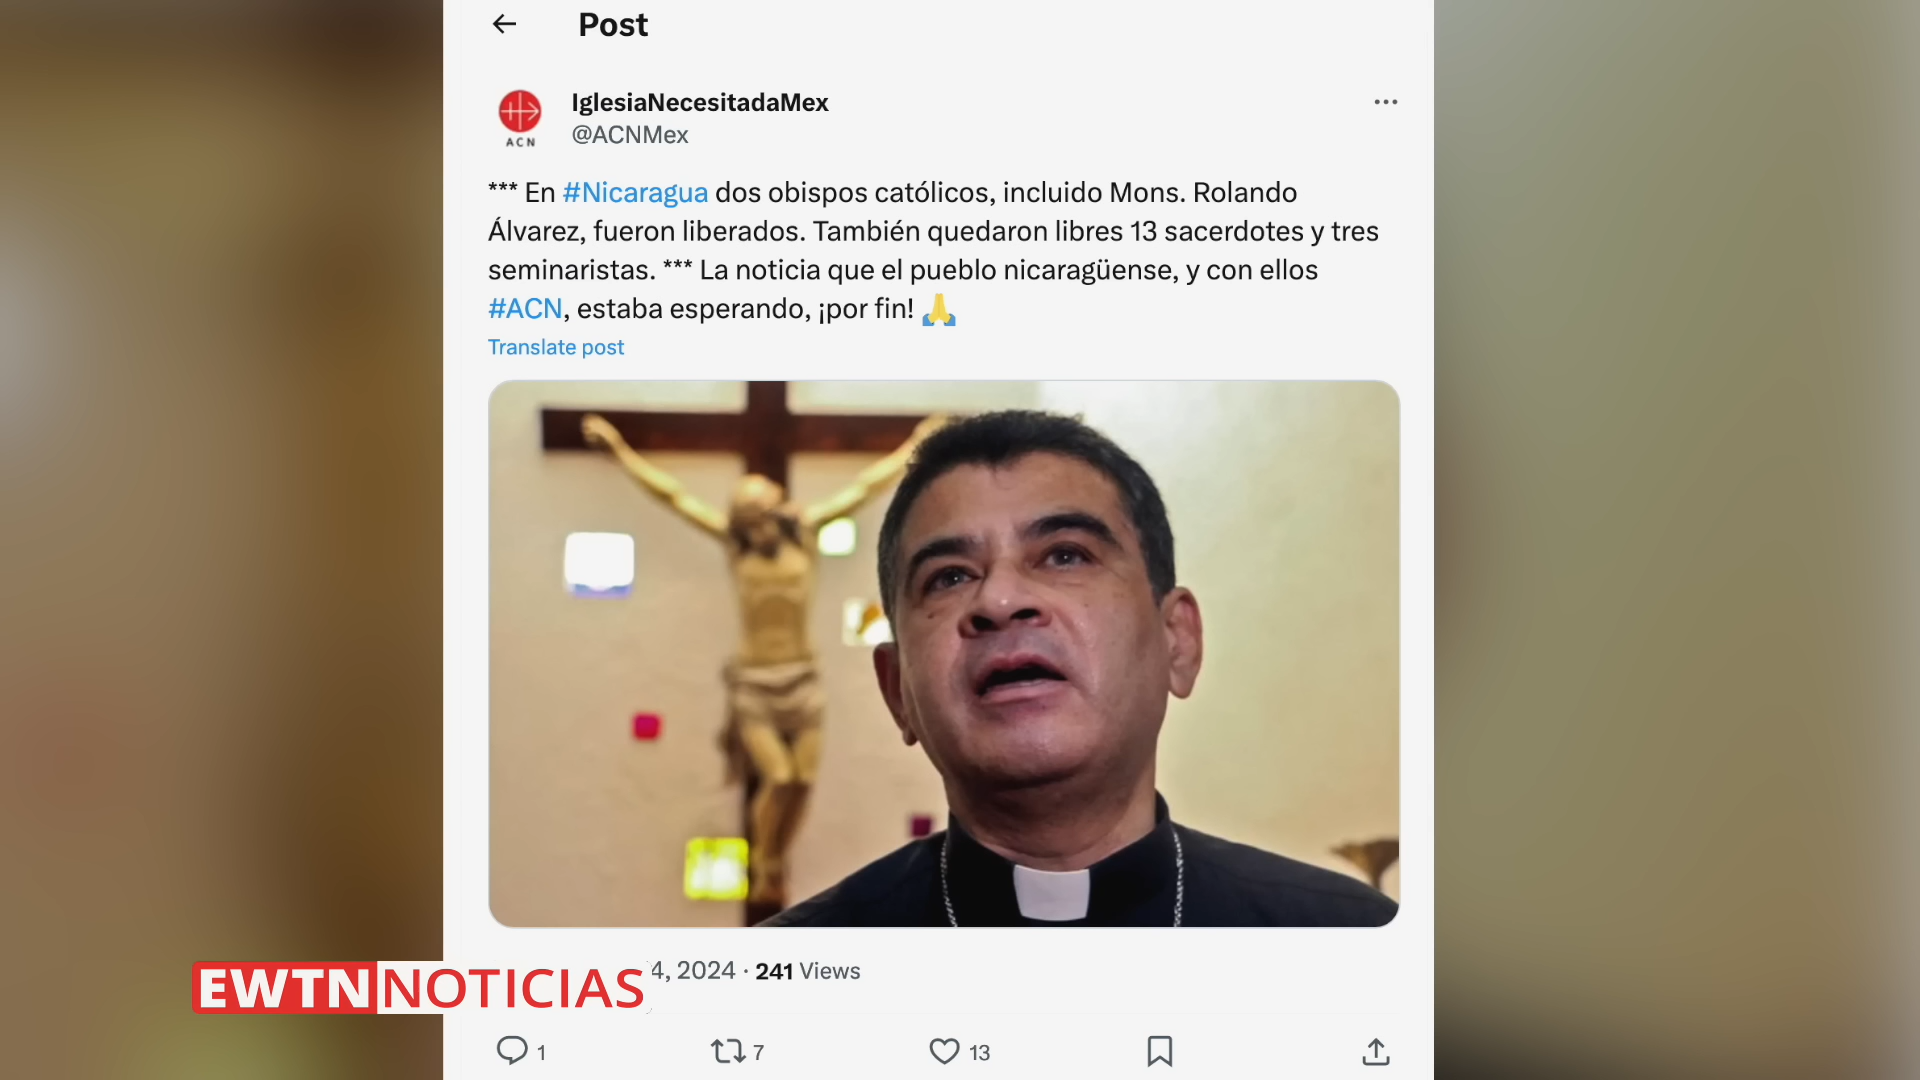 Post
IglesiaNecesitadaMex
@ACNMex
ACN
*** En #Nicaragua dos obispos católicos, incluido Mons. Rolando
Álvarez, fueron liberados. También quedaron libres 13 sacerdotes y tres
seminaristas. *** La noticia que el pueblo nicaragüense, y con ellos
#ACN, estaba esperando, ¡por fin! 🙏
Translate post
4, 2024 · 241 Views
EWTN NOTICIAS
1 7 13